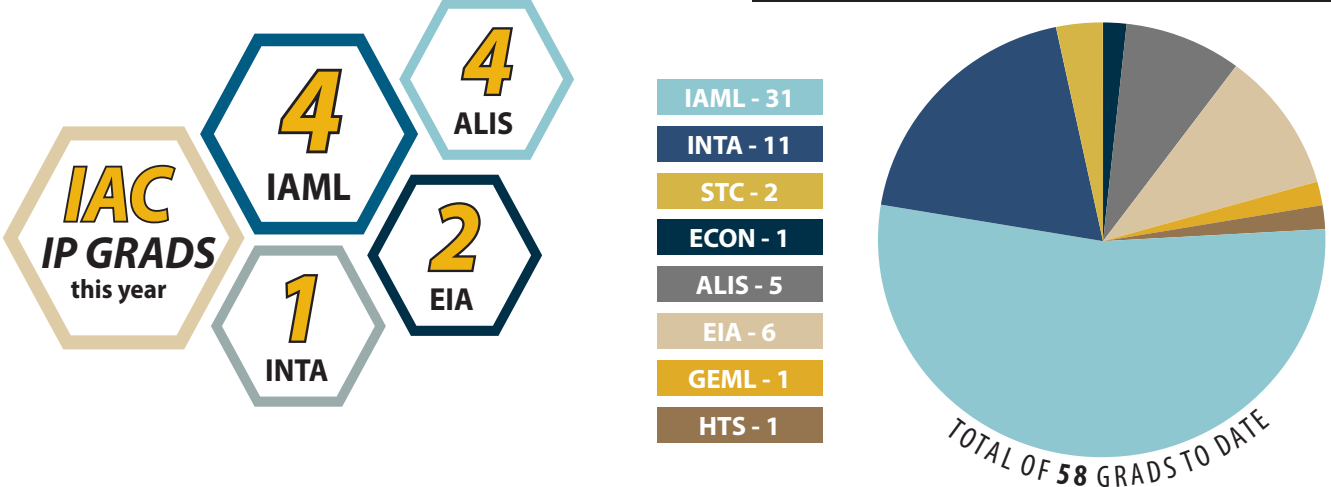 IAC
IP GRADS
this year
4
IAML
4
ALIS
1
INTA
2
EIA
IAML - 31
INTA - 11
STC - 2
ECON - 1
ALIS - 5
EIA - 6
GEML - 1
HTS - 1
TOTAL OF 58 GRADS TO DATE